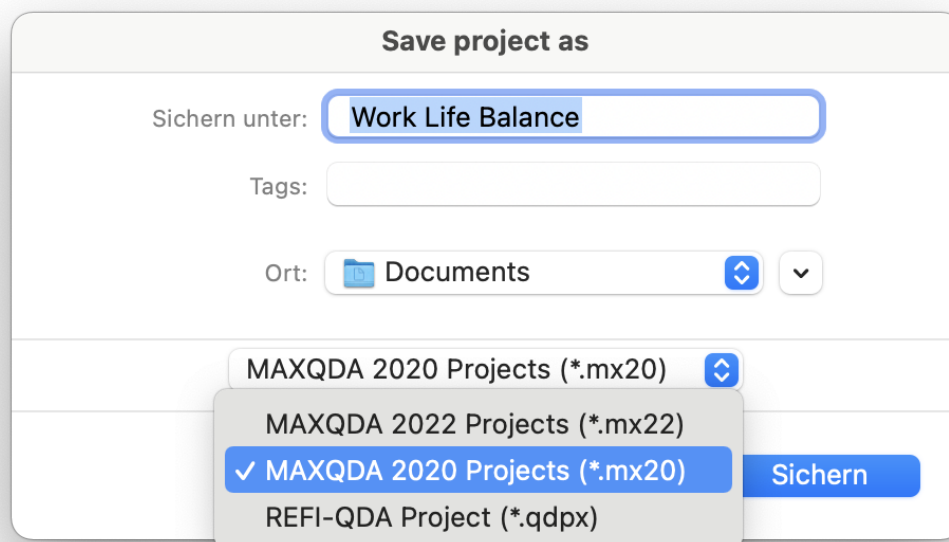 Save project as
Sichern unter: Work Life Balance
Tags:
Ort: Documents
MAXQDA 2020 Projects (*.mx20)
MAXQDA 2022 Projects (*.mx22)
✓ MAXQDA 2020 Projects (*.mx20)
Sichern
REFI-QDA Project (*.qdpx)